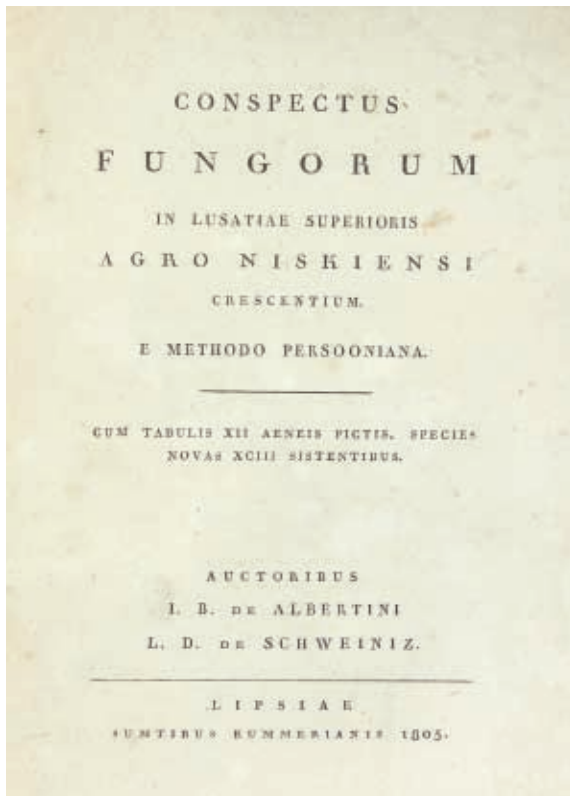 CONSPECTUS
FUNGORUM
IN LUSATIAE SUPERIORIS
AGRO NISKIENSI
CRESCENTIUM.
E METHODO PERSOONIANA.
CUM TABULIS XII AENEIS PICTIS, SPECIES
NOVAS XCIII SISTENTIBUS.
AUCTORIBUS
I. B. DE ALBERTINI
L. D. DE SCHWEINIZ.
LIPSIAE
SUMTIBUS KUMMERIANIS 1805.